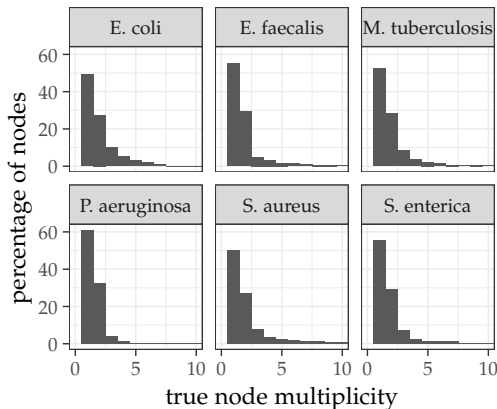 E. coli
E. faecalis
M. tuberculosis
60
40
20
0
P. aeruginosa
S. aureus
S. enterica
60
40
20
0
0 5 10 0 5 10 0 5 10
percentage of nodes
true node multiplicity